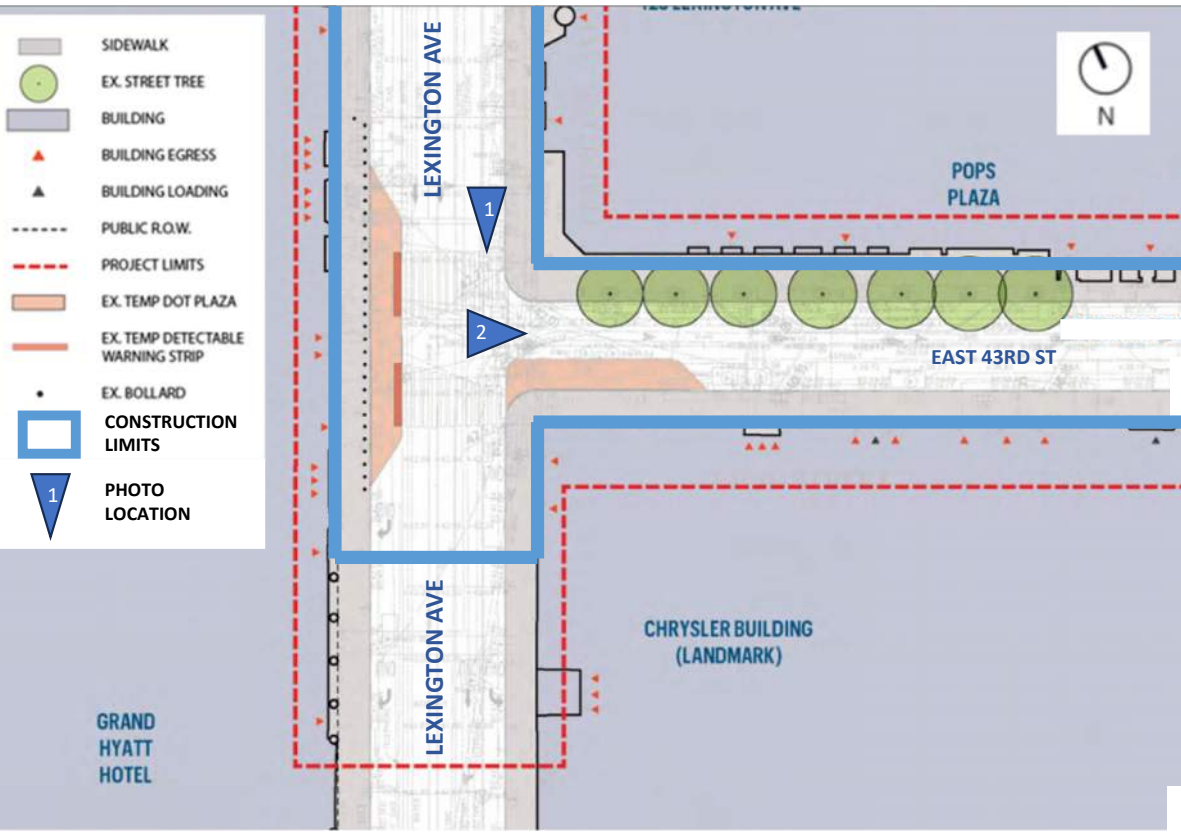 SIDEWALK
EX. STREET TREE
BUILDING
BUILDING EGRESS
BUILDING LOADING
PUBLIC R.O.W.
PROJECT LIMITS
EX. TEMP DOT PLAZA
EX. TEMP DETECTABLE
WARNING STRIP
EX. BOLLARD
CONSTRUCTION
LIMITS
1
PHOTO
LOCATION
LEXINGTON AVE
N
POPS
PLAZA
1
2
EAST 43RD ST
LEXINGTON AVE
CHRYSLER BUILDING
(LANDMARK)
GRAND
HYATT
HOTEL